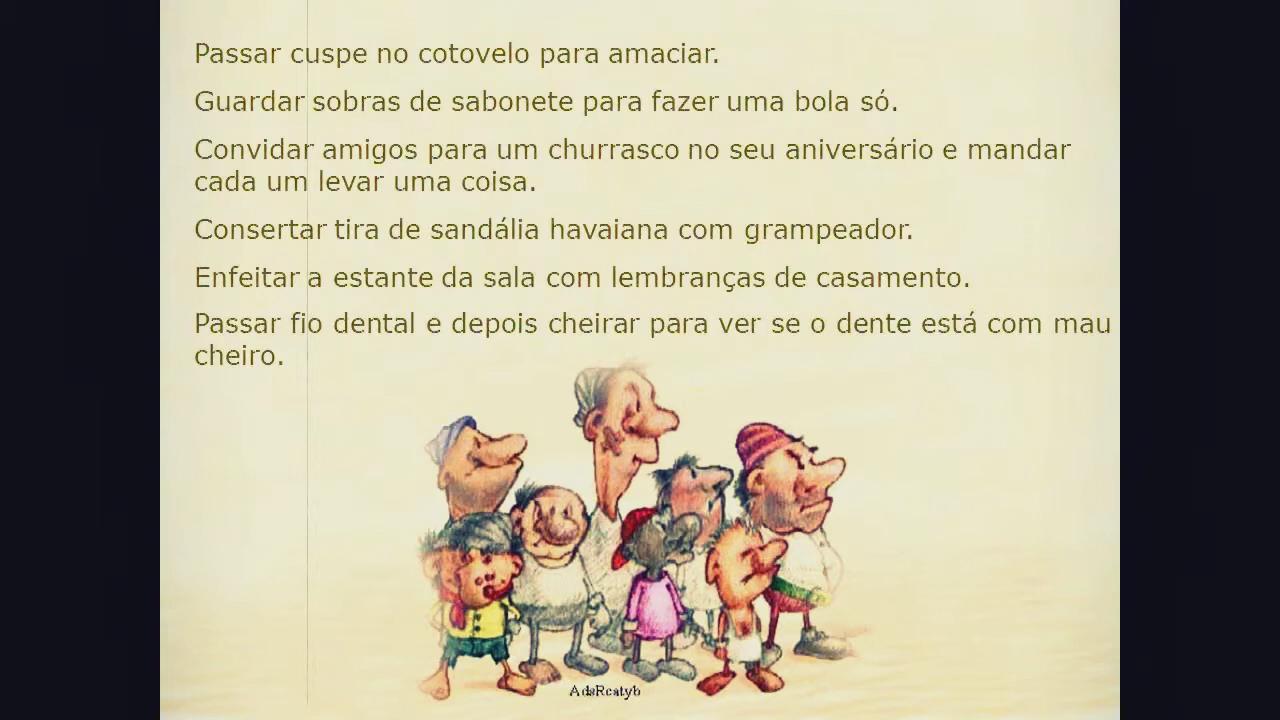 Passar cuspe no cotovelo para amaciar.
Guardar sobras de sabonete para fazer uma bola só.
Convidar amigos para um churrasco no seu aniversário e mandar
cada um levar uma coisa.
Consertar tira de sandália havaiana com grampeador.
Enfeitar a estante da sala com lembranças de casamento.
Passar fio dental e depois cheirar para ver se o dente está com mau
cheiro.
AdsRcatyb